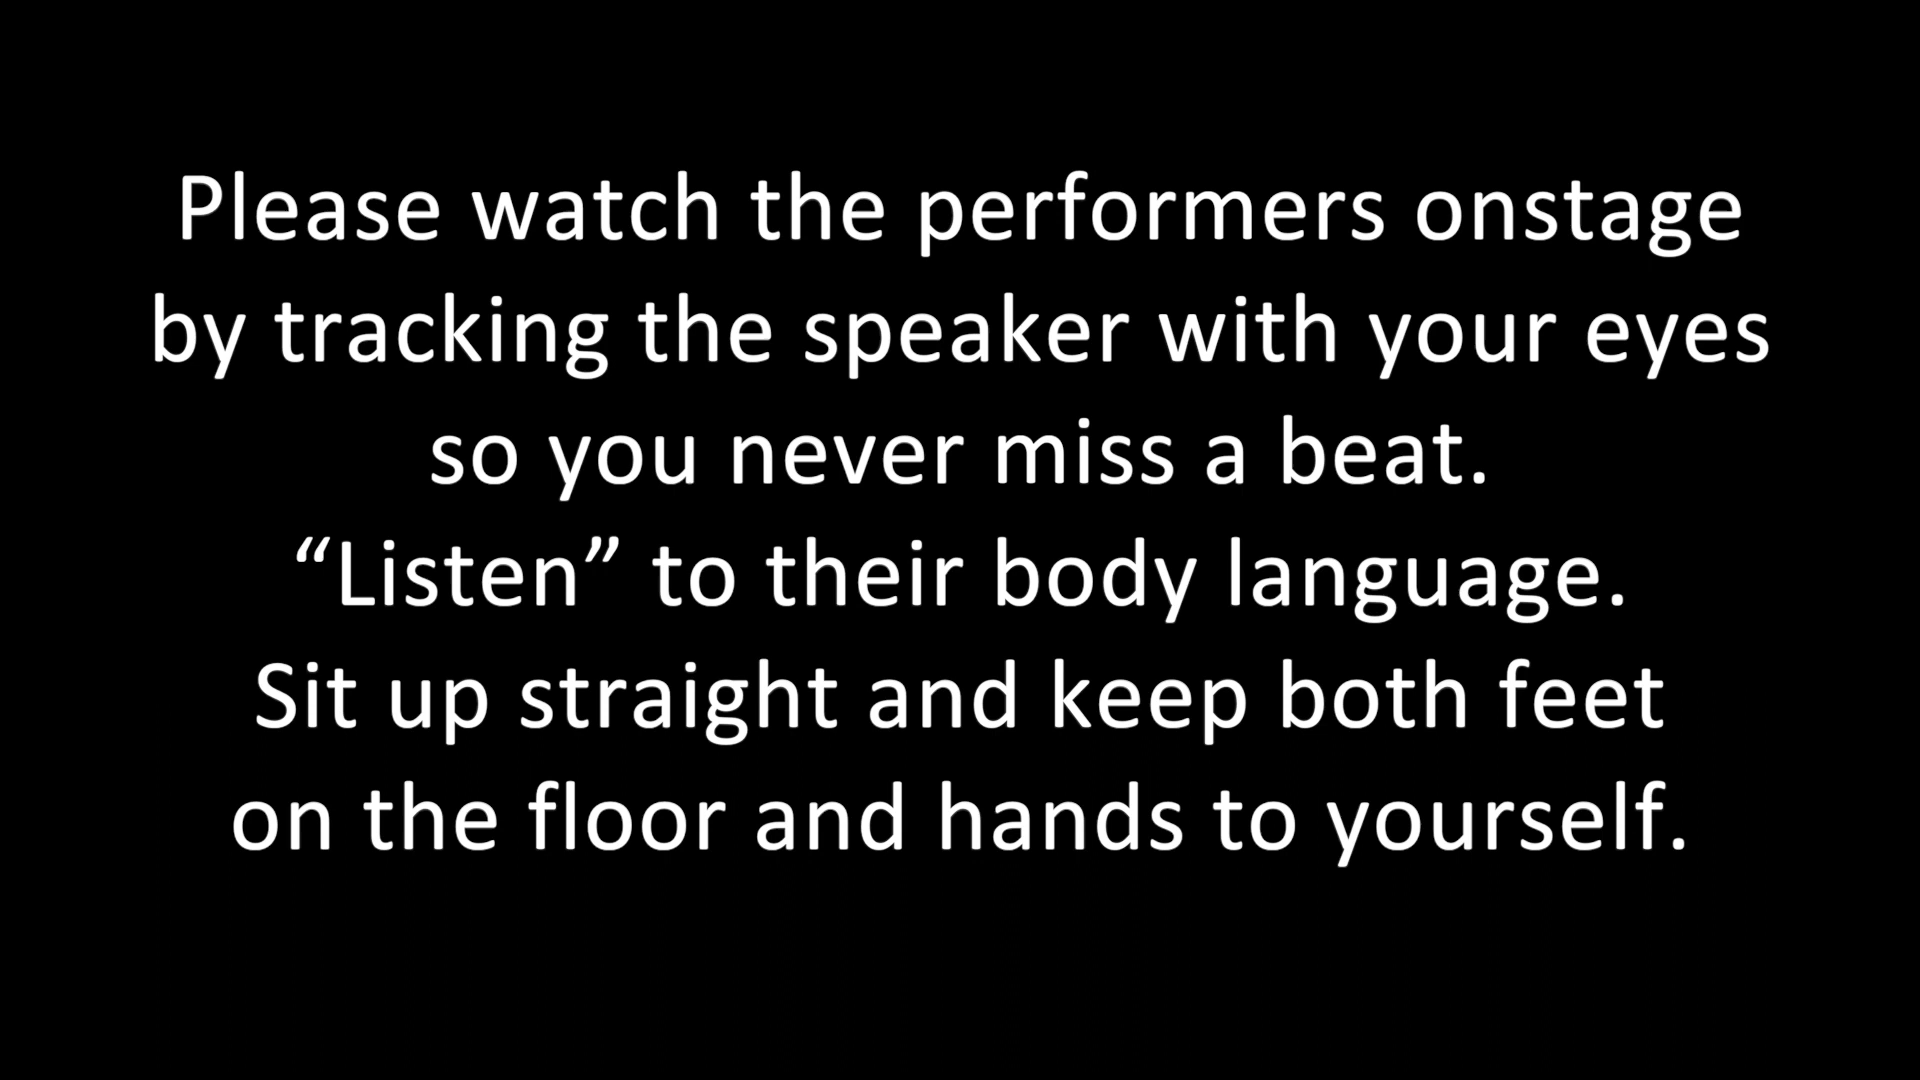 Please watch the performers onstage
by tracking the speaker with your eyes
so you never miss a beat.
“Listen” to their body language.
Sit up straight and keep both feet
on the floor and hands to yourself.